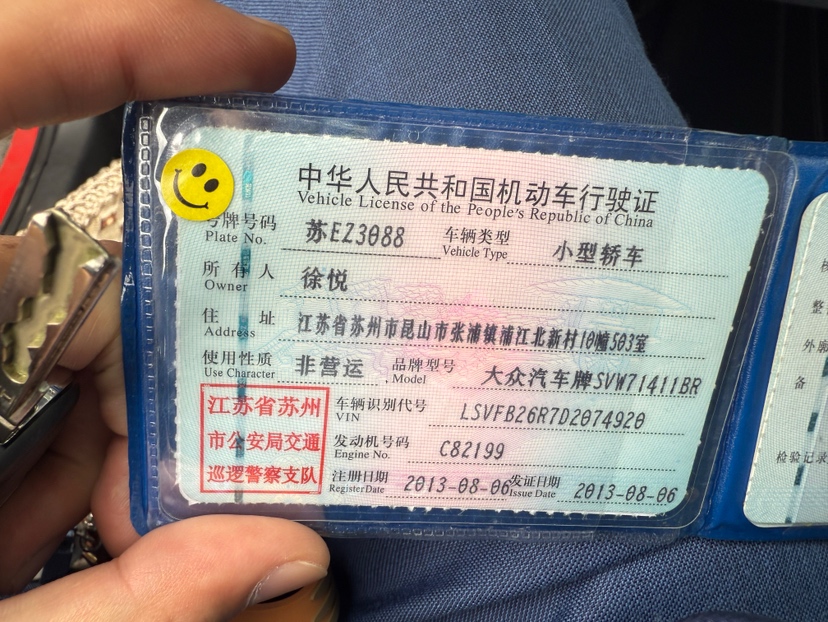 中华人民共和国机动车行驶证
Vehicle License of the People's Republic of China
号牌号码 苏EZ3088 车辆类型 小型轿车
Plate No. Vehicle Type
所有人 徐悦
Owner
住址 江苏省苏州市昆山市张浦镇浦江北新村10幢503室
Address
使用性质 非营运 品牌型号 大众汽车牌SVW71411BR
Use Character Model
江苏省苏州
市公安局交通
巡逻警察支队
车辆识别代号 LSVFB26R7D2074920
VIN
发动机号码 C82199
Engine No.
注册日期 2013-08-06 发证日期 2013-08-06
Register Date Issue Date
整
外廓
备
检验记录